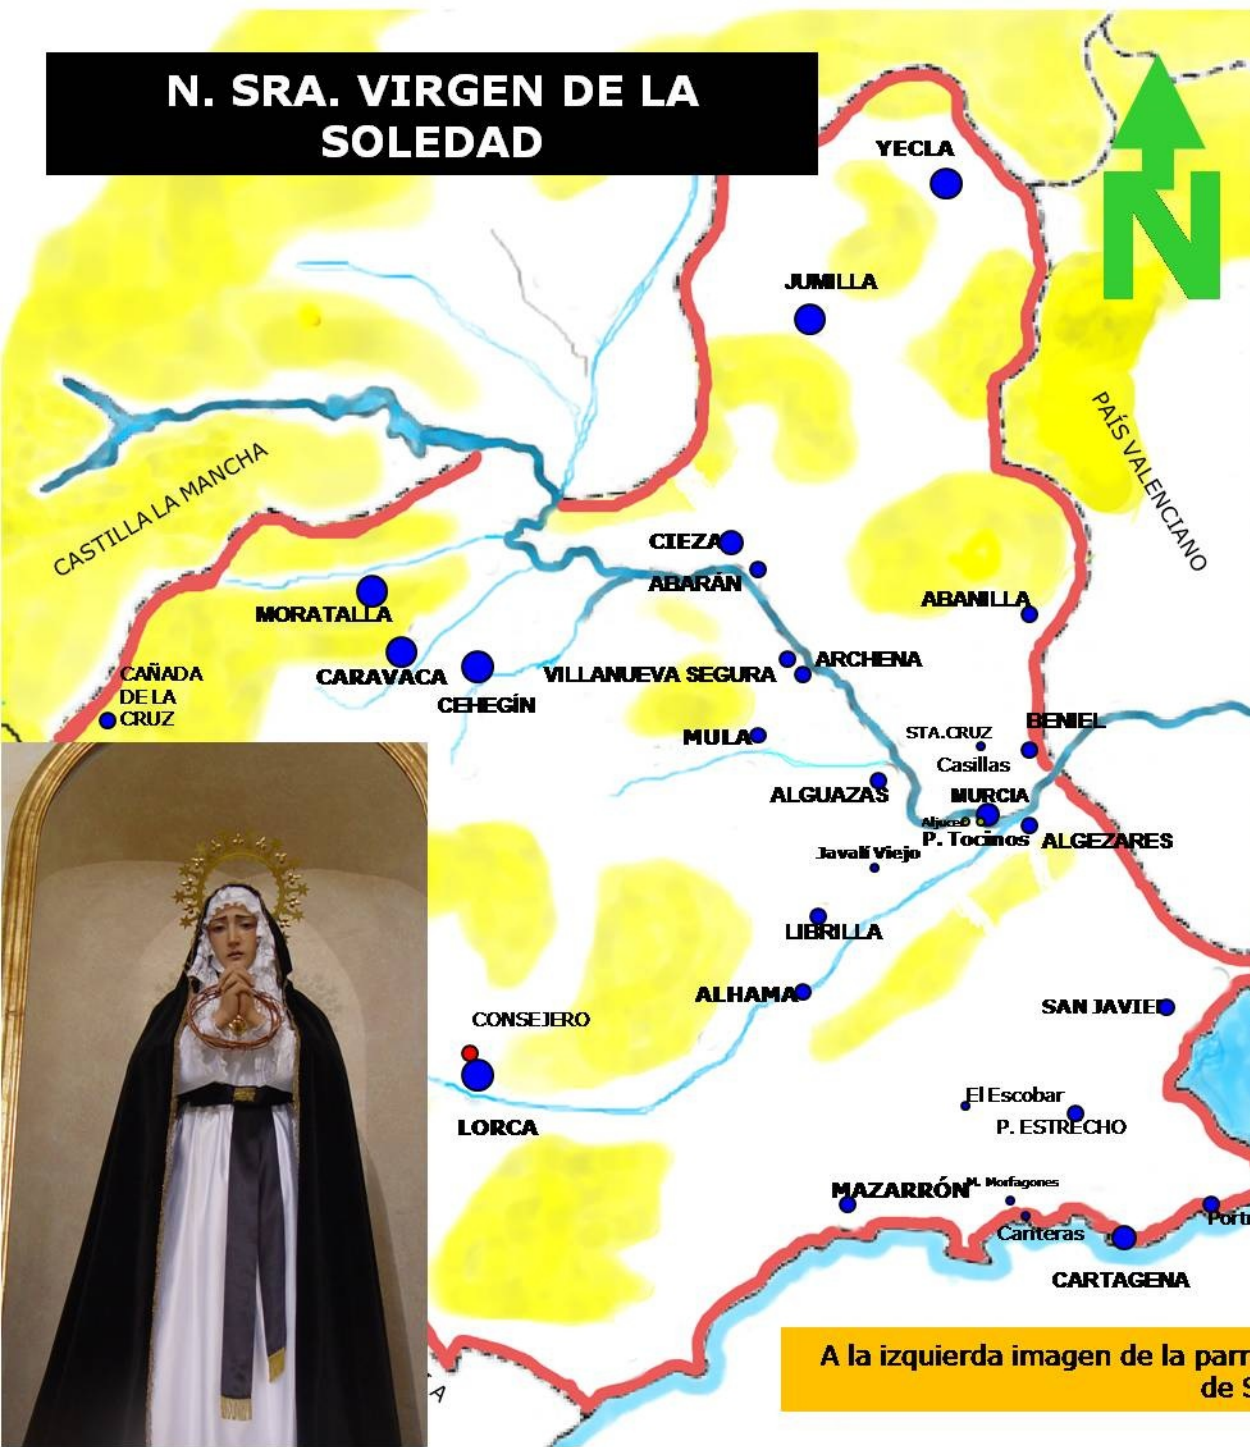 N. SRA. VIRGEN DE LA
SOLEDAD
YECLA
N
JUMILLA
PAÍS VALENCIANO
CASTILLA LA MANCHA
CIEZA
ABARÁN
MORATALLA
ABANILLA
CARAVACA
CEHEGÍN
VILLANUEVA SEGURA
ARCHENA
CAÑADA
DE LA
CRUZ
MULA
STA.CRUZ
BENIEL
Casillas
ALGUAZAS
MURCIA
P. Tocinos
ALGEZARES
Javalí Viejo
LIBRILLA
ALHAMA
SAN JAVIER
CONSEJERO
LORCA
El Escobar
P. ESTRECHO
MAZARRÓN
M. Morfagones
Canteras
CARTAGENA
A la izquierda imagen de la
de